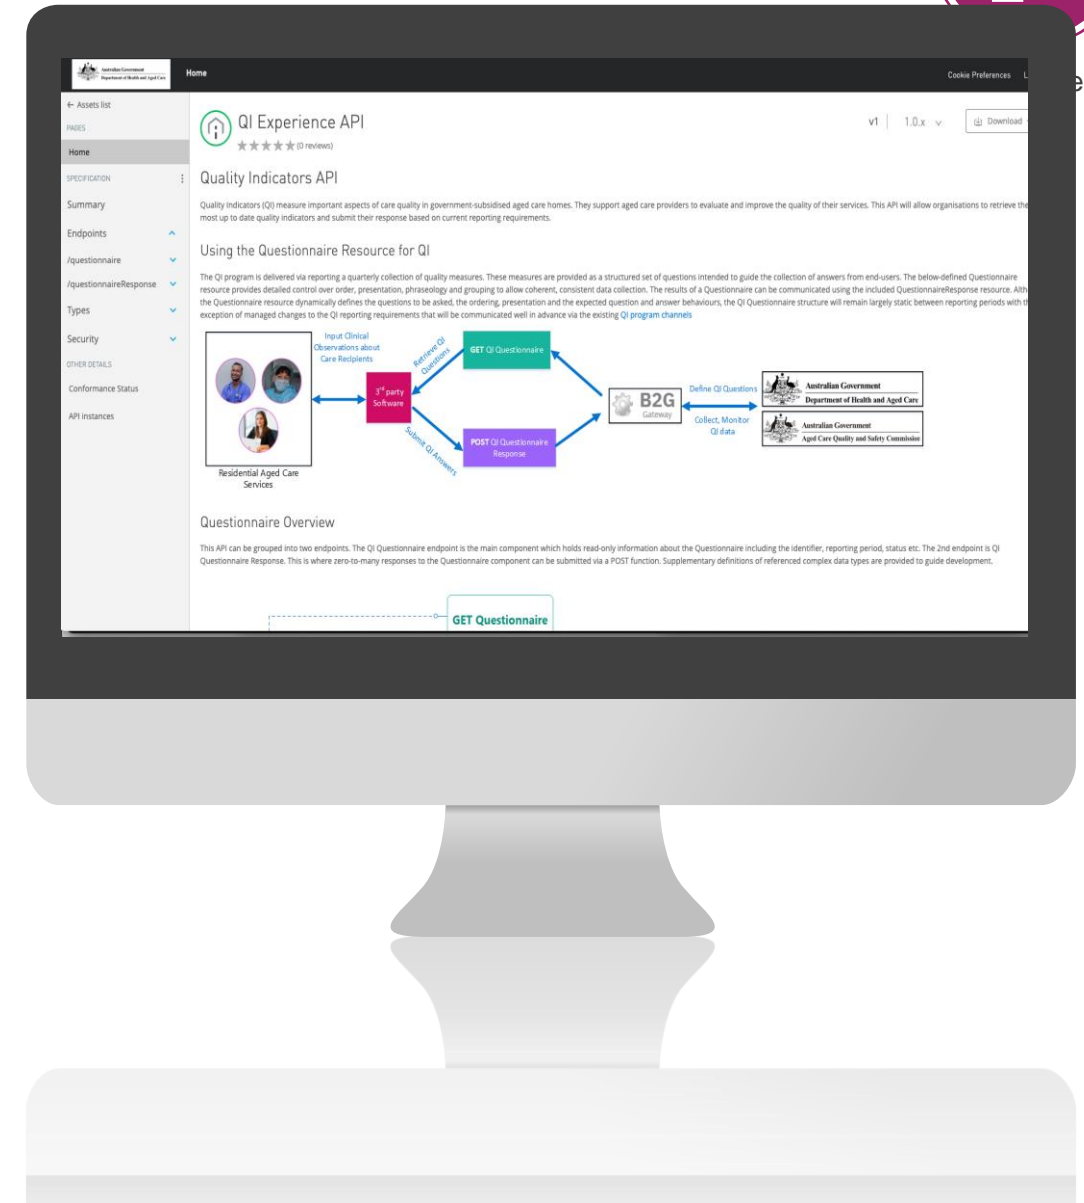 Australian Government
Department of Health and Aged Care
Home
Cookie Preferences
L
e
← Assets list
PAGES
Home
SPECIFICATION
Summary
Endpoints
/questionnaire
/questionnaireResponse
Types
Security
OTHER DETAILS
Conformance Status
API instances
QI Experience API
(0 reviews)
v1
1.0.x
Download
Quality Indicators API
Quality Indicators (QI) measure important aspects of care quality in government-subsidised aged care homes. They support aged care providers to evaluate and improve the quality of their services. This API will allow organisations to retrieve the
most up to date quality indicators and submit their response based on current reporting requirements.
Using the Questionnaire Resource for QI
The QI program is delivered via reporting a quarterly collection of quality measures. These measures are provided as a structured set of questions intended to guide the collection of answers from end-users. The below-defined Questionnaire
resource provides detailed control over order, presentation, phraseology and grouping to allow coherent, consistent data collection. The results of a Questionnaire can be communicated using the included QuestionnaireResponse resource. Alth
the Questionnaire resource dynamically defines the questions to be asked, the ordering, presentation and the expected question and answer behaviours, the QI Questionnaire structure will remain largely static between reporting periods with th
exception of managed changes to the QI reporting requirements that will be communicated well in advance via the existing QI program channels
Input Clinical
Observations about
Care Recipients
Residential Aged Care
Services
3rd party
Software
Retrieve QI
Questions
Submit QI Answers
GET QI Questionnaire
POST QI Questionnaire
Response
B2G
Gateway
Define QI Questions
Collect, Monitor
QI data
Australian Government
Department of Health and Aged Care
Australian Government
Aged Care Quality and Safety Commission
Questionnaire Overview
This API can be grouped into two endpoints. The QI Questionnaire endpoint is the main component which holds read-only information about the Questionnaire including the identifier, reporting period, status etc. The 2nd endpoint is QI
Questionnaire Response. This is where zero-to-many responses to the Questionnaire component can be submitted via a POST function. Supplementary definitions of referenced complex data types are provided to guide development.
GET Questionnaire